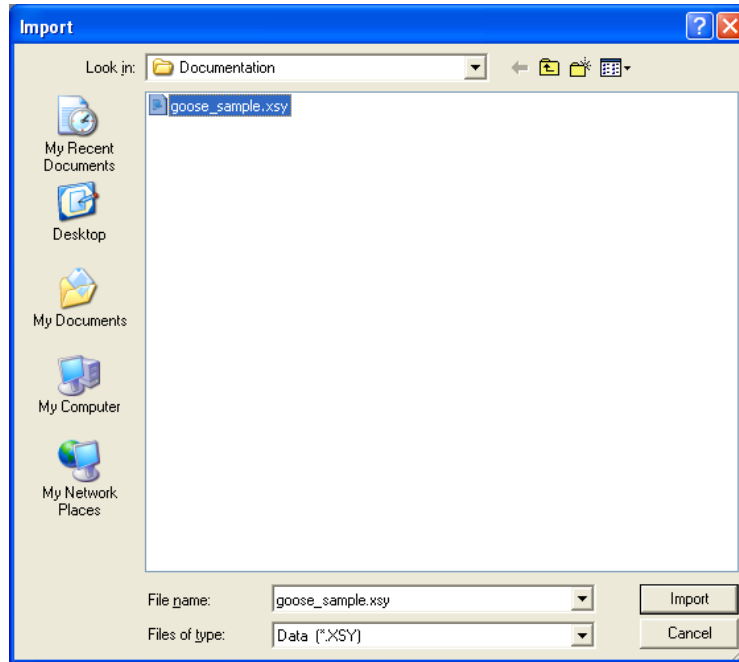 Import
Look in:
Documentation
goose_sample.xsy
My Recent
Documents
Desktop
My Documents
My Computer
My Network
Places
File name:
goose_sample.xsy
Import
Files of type:
Data (*.XSY)
Cancel